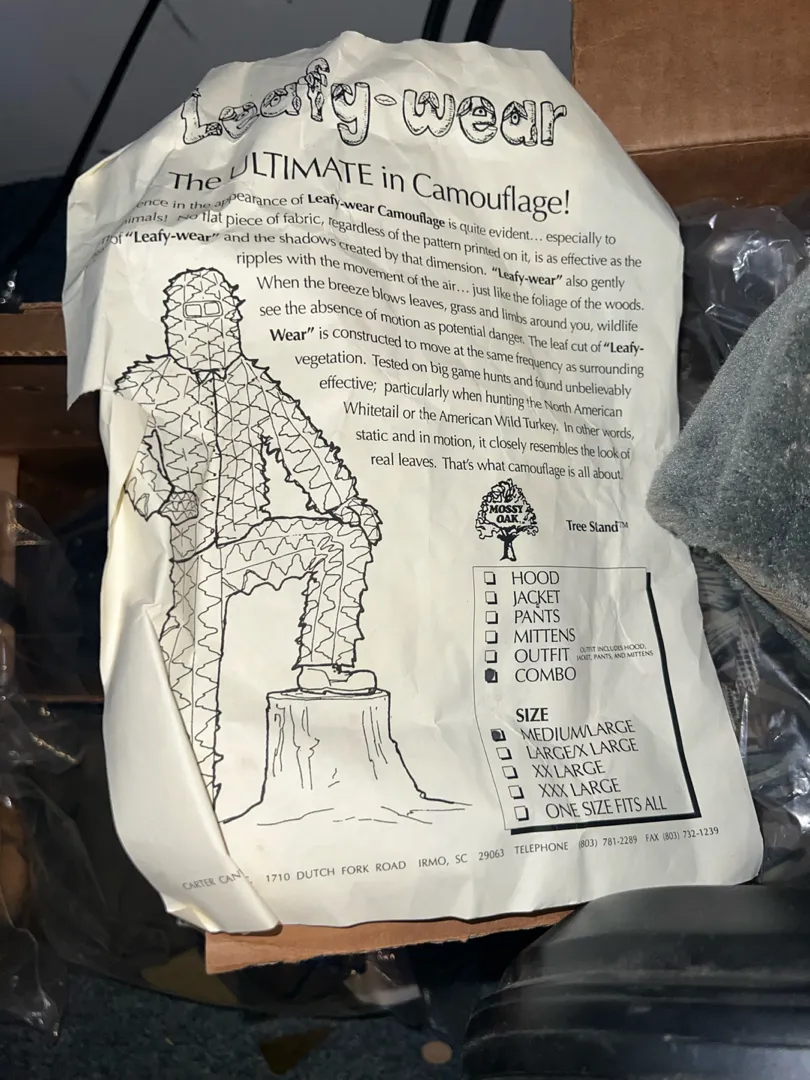 Leafy-wear
The ULTIMATE in Camouflage!
ence in the appearance of Leafy-wear Camouflage is quite evident... especially to
imals! No flat piece of fabric, regardless of the pattern printed on it, is as effective as the
of "Leafy-wear" and the shadows created by that dimension. "Leafy-wear" also gently
ripples with the movement of the air... just like the foliage of the woods.
When the breeze blows leaves, grass and limbs around you, wildlife
see the absence of motion as potential danger. The leaf cut of "Leafy-
Wear" is constructed to move at the same frequency as surrounding
vegetation. Tested on big game hunts and found unbelievably
effective; particularly when hunting the North American
Whitetail or the American Wild Turkey. In other words,
static and in motion, it closely resembles the look of
real leaves. That's what camouflage is all about.
MOSSY
OAK
Tree Stand™
HOOD
JACKET
PANTS
MITTENS
OUTFIT OUTFIT INCLUDES HOOD,
PANTS, AND MITTENS
COMBO
SIZE
MEDIUM/LARGE
LARGE/X LARGE
XX LARGE
XXX LARGE
ONE SIZE FITS ALL
CARTER 1710 DUTCH FORK ROAD IRMO, SC 29063 TELEPHONE (803) 781-2289 FAX (803) 732-1239